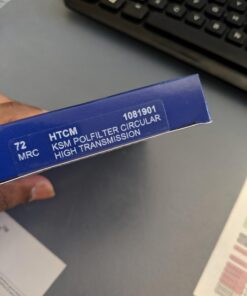 72 HTCM 1081901
MRC KSM POLFILTER CIRCULAR
HIGH TRANSMISSION